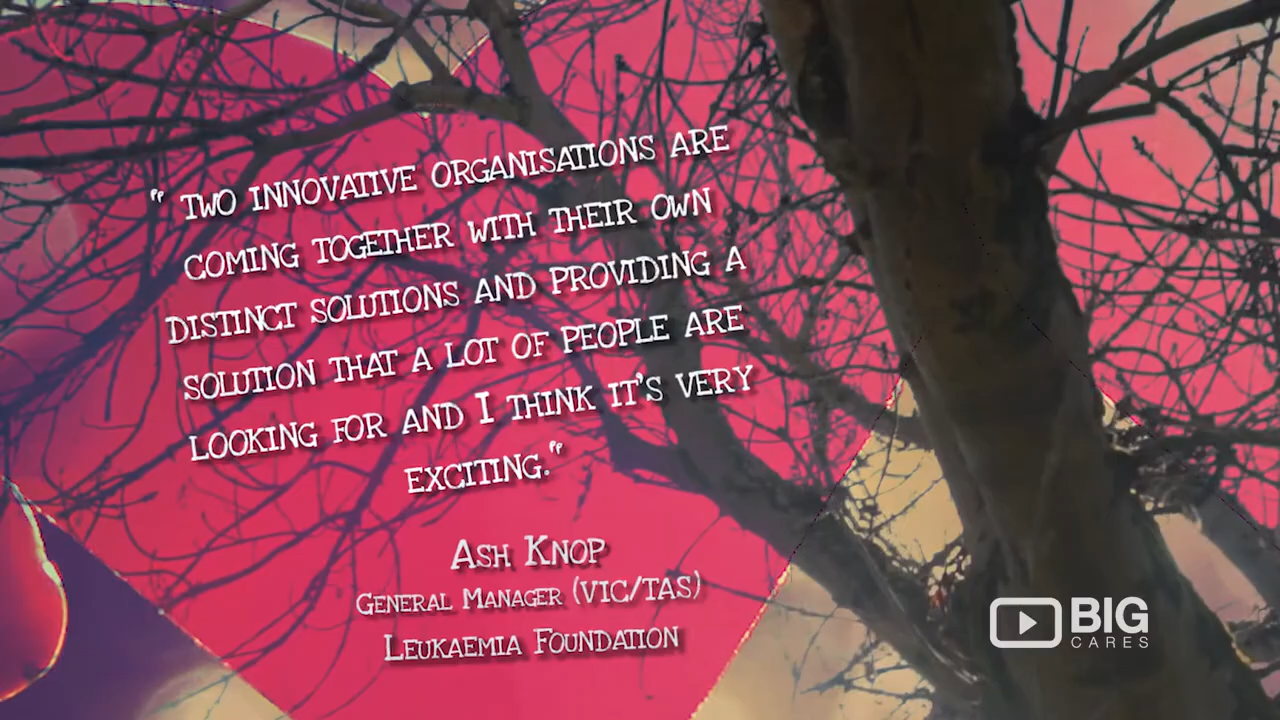 " TWO INNOVATIVE ORGANISATIONS ARE
COMING TOGETHER WITH THEIR OWN
DISTINCT SOLUTIONS AND PROVIDING A
SOLUTION THAT A LOT OF PEOPLE ARE
LOOKING FOR AND I THINK IT'S VERY
EXCITING."
ASH KNOP
GENERAL MANAGER (VIC/TAS)
LEUKAEMIA FOUNDATION
BIG
CARES